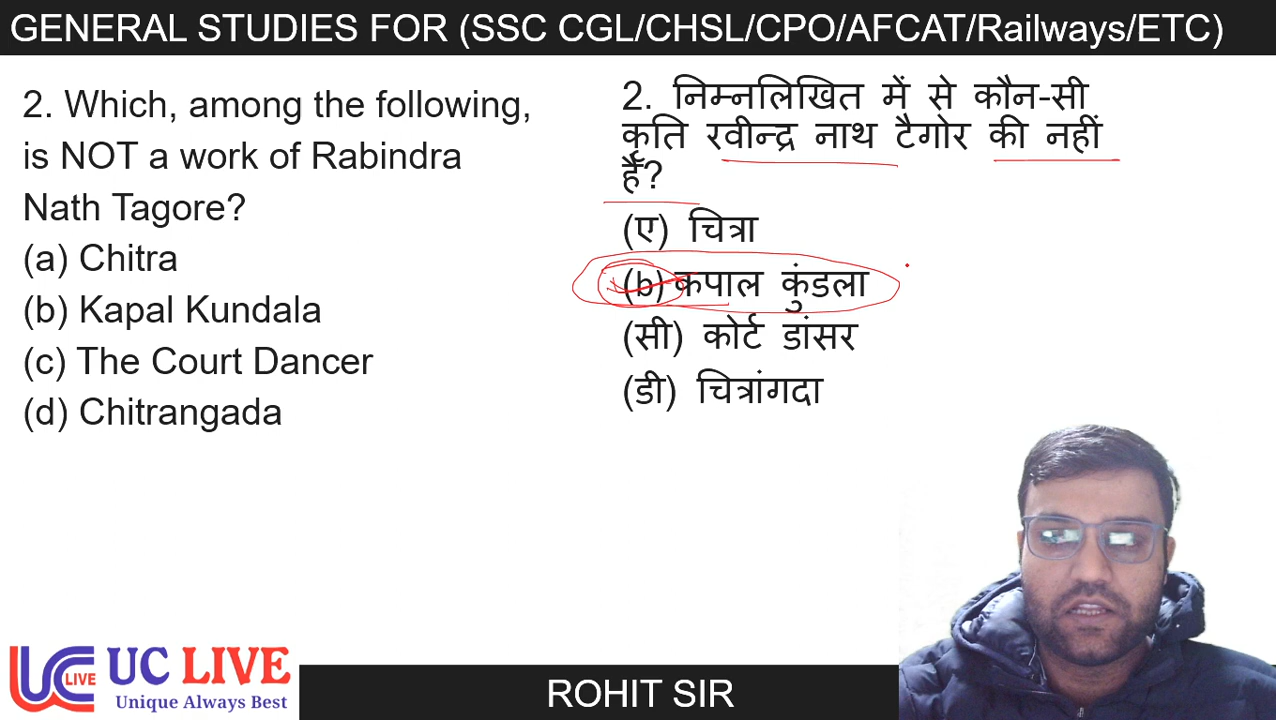 GENERAL STUDIES FOR (SSC CGL/CHSL/CPO/AFCAT/Railways/ETC)
2. Which, among the following,
is NOT a work of Rabindra
Nath Tagore?
(a) Chitra
(b) Kapal Kundala
(c) The Court Dancer
(d) Chitrangada
2. निम्नलिखित में से कौन-सी
कृति रवीन्द्र नाथ टैगोर की नहीं
है?
(ए) चित्रा
(b) कपाल कुंडला
(सी) कोर्ट डांसर
(डी) चित्रांगदा
LIVE
UC LIVE
Unique Always Best
ROHIT SIR